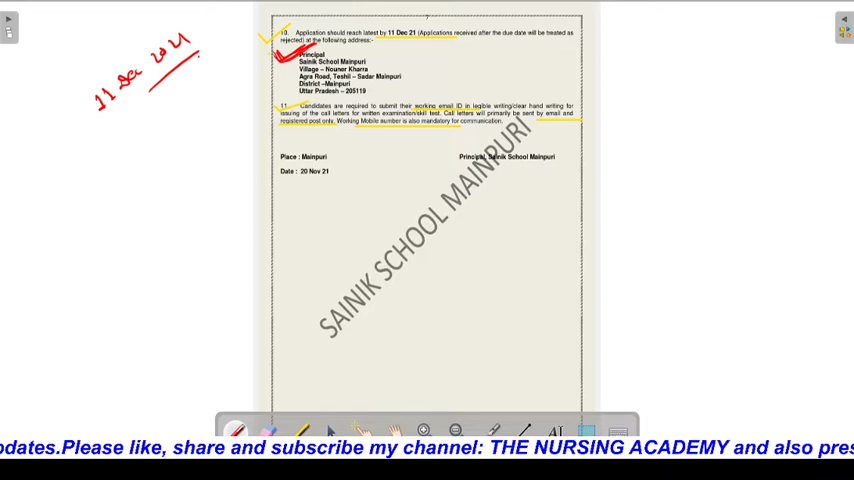 7
10. Application should reach latest by 11 Dec 21 (Applications received after the due date will be treated as
rejected) at the following address:-
Principal
Sainik School Mainpuri
Village – Nouner Kharra
Agra Road, Teshil – Sadar Mainpuri
District –Mainpuri
Uttar Pradesh – 205119
11. Candidates are required to submit their working email ID in legible writing/clear hand writing for
issuing of the call letters for written examination/skill test. Call letters will primarily be sent by email and
registered post only. Working Mobile number is also mandatory for communication.
Place : Mainpuri
Principal, Sainik School Mainpuri
Date : 20 Nov 21
SAINIK SCHOOL MAINPURI
11 Dec 2021
pdates.Please like, share and subscribe my channel: THE NURSING ACADEMY and also pres